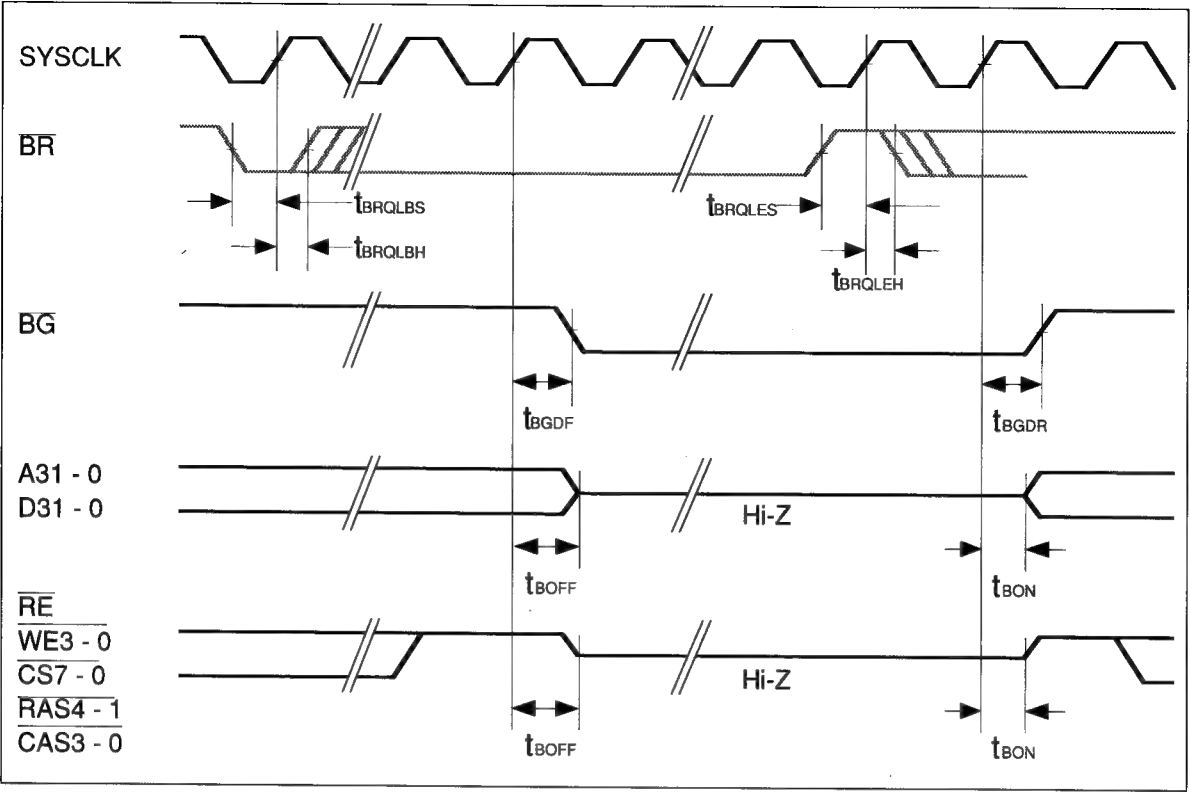 SYSCLK
BR
tBRQLBS
tBRQLES
tBRQLBH
tBRQLEH
BG
tBGDF
tBGDR
A31 - 0
D31 - 0
Hi-Z
tBOFF
tBON
RE
WE3 - 0
CS7 - 0
Hi-Z
RAS4 - 1
CAS3 - 0
tBOFF
tBON